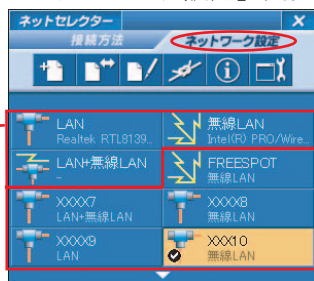 ネットセレクター
接続方法
ネットワーク設定
LAN
Realtek RTL8139..
無線LAN
Intel(R) PRO/Wire..
LAN+無線LAN
-
FREESPOT
無線LAN
XXXX7
LAN+無線LAN
XXXX8
無線LAN
XXXX9
LAN
XXX10
無線LAN